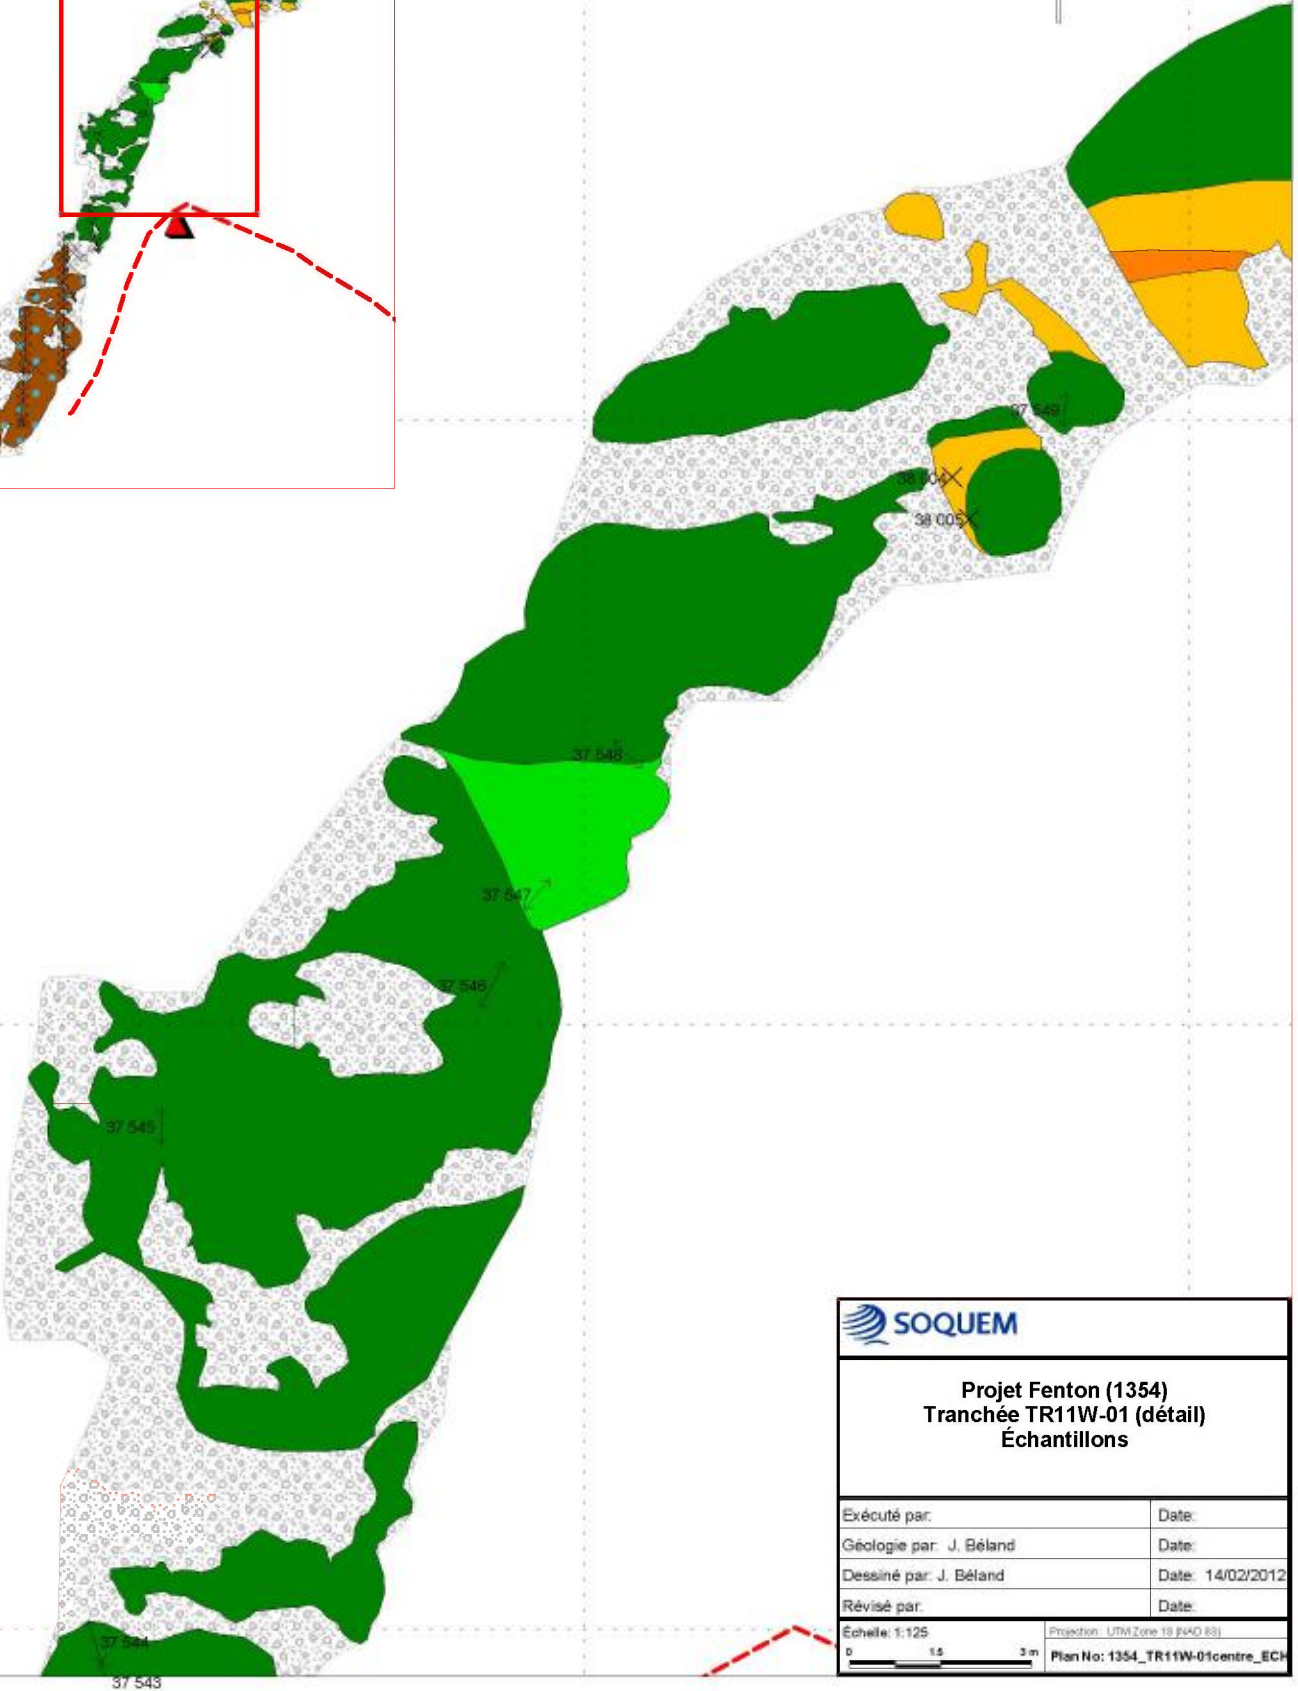 37 549
38 004
38 005
37 548
37 547
37 546
37 545
37 544
37 543
SOQUEM
Projet Fenton (1354)
Tranchée TR11W-01 (détail)
Échantillons
Exécuté par: Date:
Géologie par: J. Béland Date:
Dessiné par: J. Béland Date: 14/02/2012
Révisé par: Date:
Échelle: 1:125 Projection: UTM Zone 18 (NAD 83)
0 1.5 3 m
Plan No: 1354_TR11W-01centre_ECH